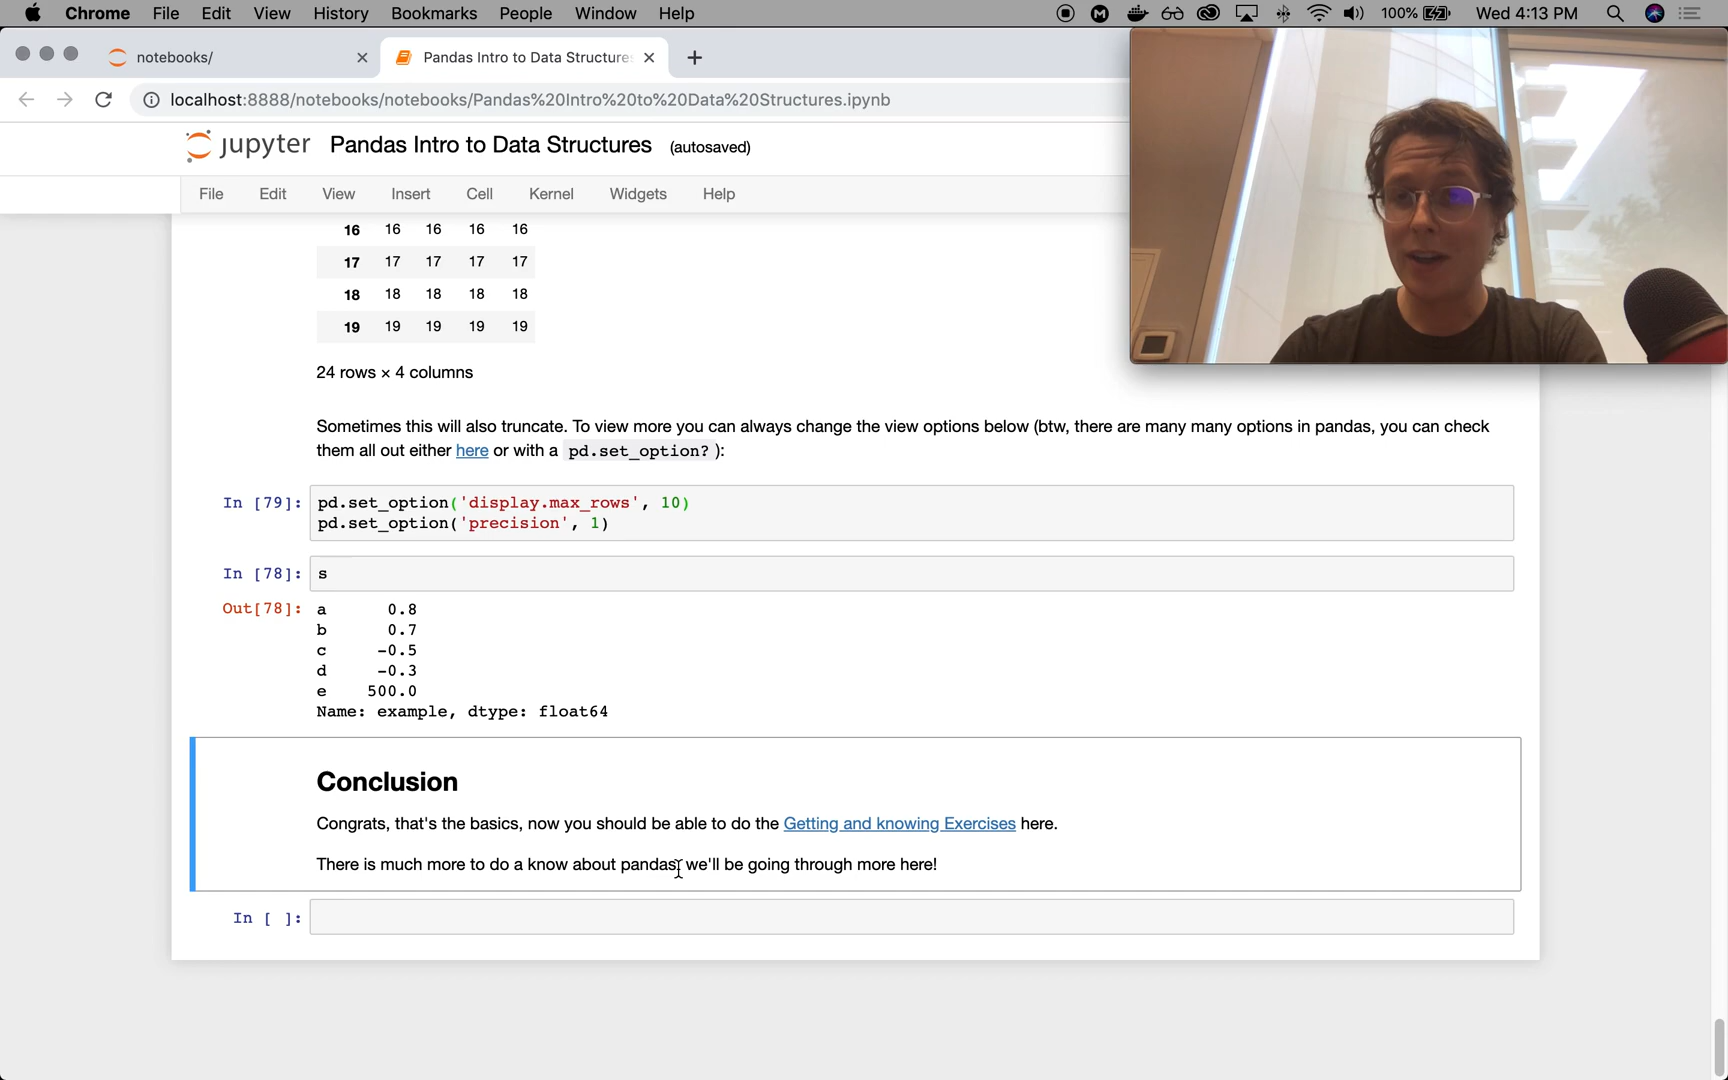 Chrome File Edit View History Bookmarks People Window Help 100% Wed 4:13 PM
notebooks/ Pandas Intro to Data Structures
localhost:8888/notebooks/notebooks/Pandas%20Intro%20to%20Data%20Structures.ipynb
jupyter Pandas Intro to Data Structures (autosaved)
File Edit View Insert Cell Kernel Widgets Help
16 16 16 16 16
17 17 17 17 17
18 18 18 18 18
19 19 19 19 19
24 rows × 4 columns
Sometimes this will also truncate. To view more you can always change the view options below (btw, there are many many options in pandas, you can check
them all out either here or with a pd.set_option? ):
In [79]: pd.set_option('display.max_rows', 10)
pd.set_option('precision', 1)
In [78]: s
Out[78]: a 0.8
b 0.7
c -0.5
d -0.3
e 500.0
Name: example, dtype: float64
Conclusion
Congrats, that's the basics, now you should be able to do the Getting and knowing Exercises here.
There is much more to do a know about pandas, we'll be going through more here!
In [ ]: